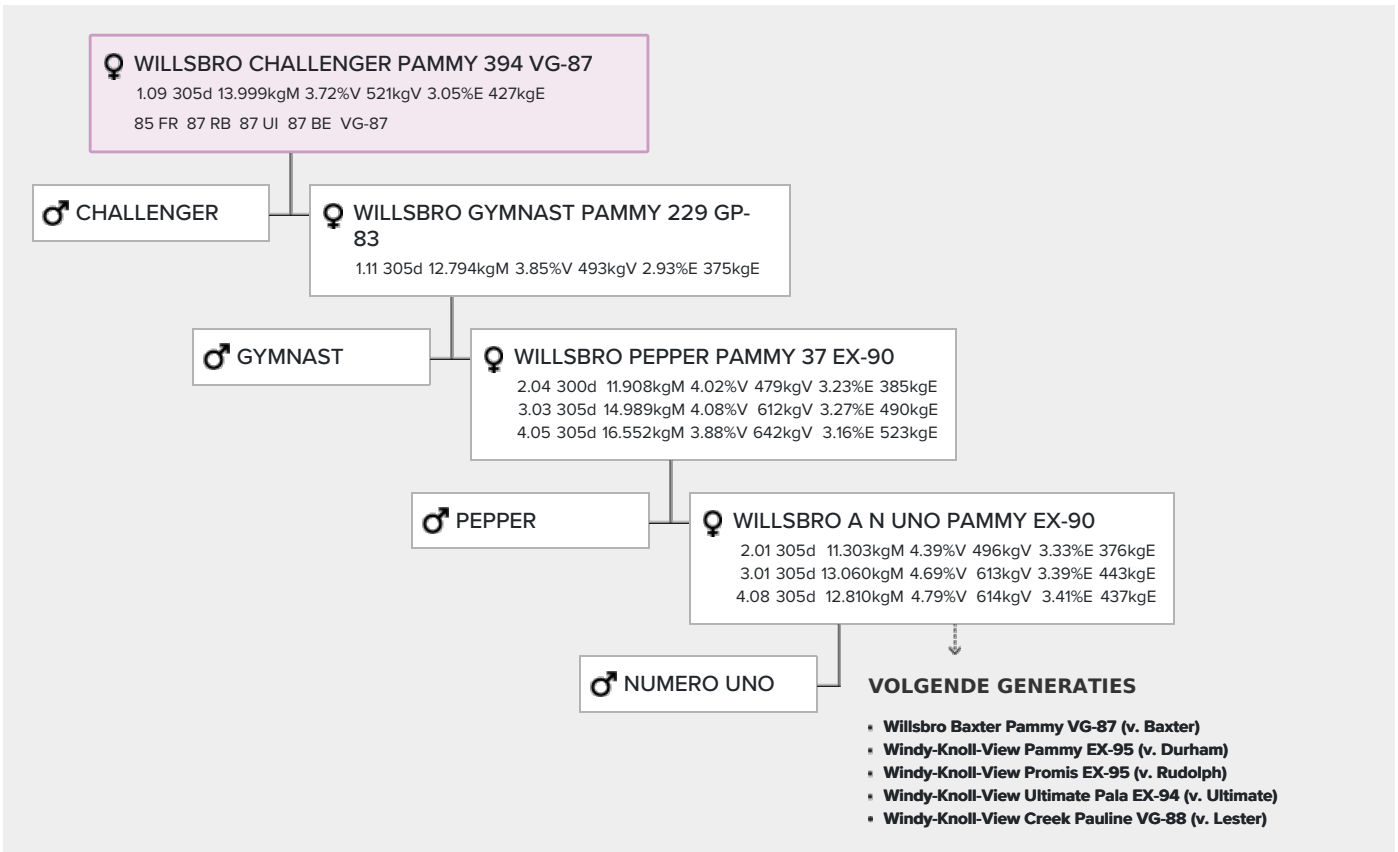 WILLSBRO CHALLENGER PAMMY 394 VG-87
1.09 305d 13.999kgM 3.72%V 521kgV 3.05%E 427kgE
85 FR 87 RB 87 UI 87 BE VG-87
CHALLENGER
WILLSBRO GYMNAST PAMMY 229 GP-
83
1.11 305d 12.794kgM 3.85%V 493kgV 2.93%E 375kgE
GYMNAST
WILLSBRO PEPPER PAMMY 37 EX-90
2.04 300d 11.908kgM 4.02%V 479kgV 3.23%E 385kgE
3.03 305d 14.989kgM 4.08%V 612kgV 3.27%E 490kgE
4.05 305d 16.552kgM 3.88%V 642kgV 3.16%E 523kgE
PEPPER
WILLSBRO A N UNO PAMMY EX-90
2.01 305d 11.303kgM 4.39%V 496kgV 3.33%E 376kgE
3.01 305d 13.060kgM 4.69%V 613kgV 3.39%E 443kgE
4.08 305d 12.810kgM 4.79%V 614kgV 3.41%E 437kgE
NUMERO UNO
VOLGENDE GENERATIES
Willsbro Baxter Pammy VG-87 (v. Baxter)
Windy-Knoll-View Pammy EX-95 (v. Durham)
Windy-Knoll-View Promis EX-95 (v. Rudolph)
Windy-Knoll-View Ultimate Pala EX-94 (v. Ultimate)
Windy-Knoll-View Creek Pauline VG-88 (v. Lester)